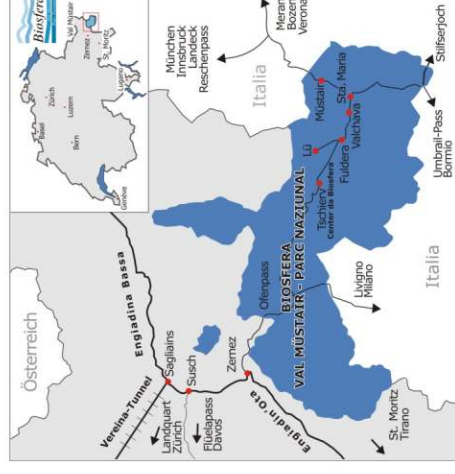 Biosfera
Val Müstair
Zernez
St. Moritz
Zürich
Basel
Luzern
Bern
Lugano
Genève
Österreich
Engiadina Bassa
Vereina-Tunnel
Sagliains
Landquart
Zürich
Susch
Flüelapass
Davos
Zernez
Engiadin'Ota
St. Moritz
Tirano
Ofenpass
BIOSFERA
VAL MÜSTAIR - PARC NAZIUNAL
Livigno
Milano
Italia
München
Innsbruck
Landeck
Reschenpass
Italia
Meran
Bozen
Verona
Müstair
Sta. Maria
Valchava
Fuldera
Lü
Tschierv
Center da Biosfera
Stilfserjoch
Umbrail-Pass
Bormio